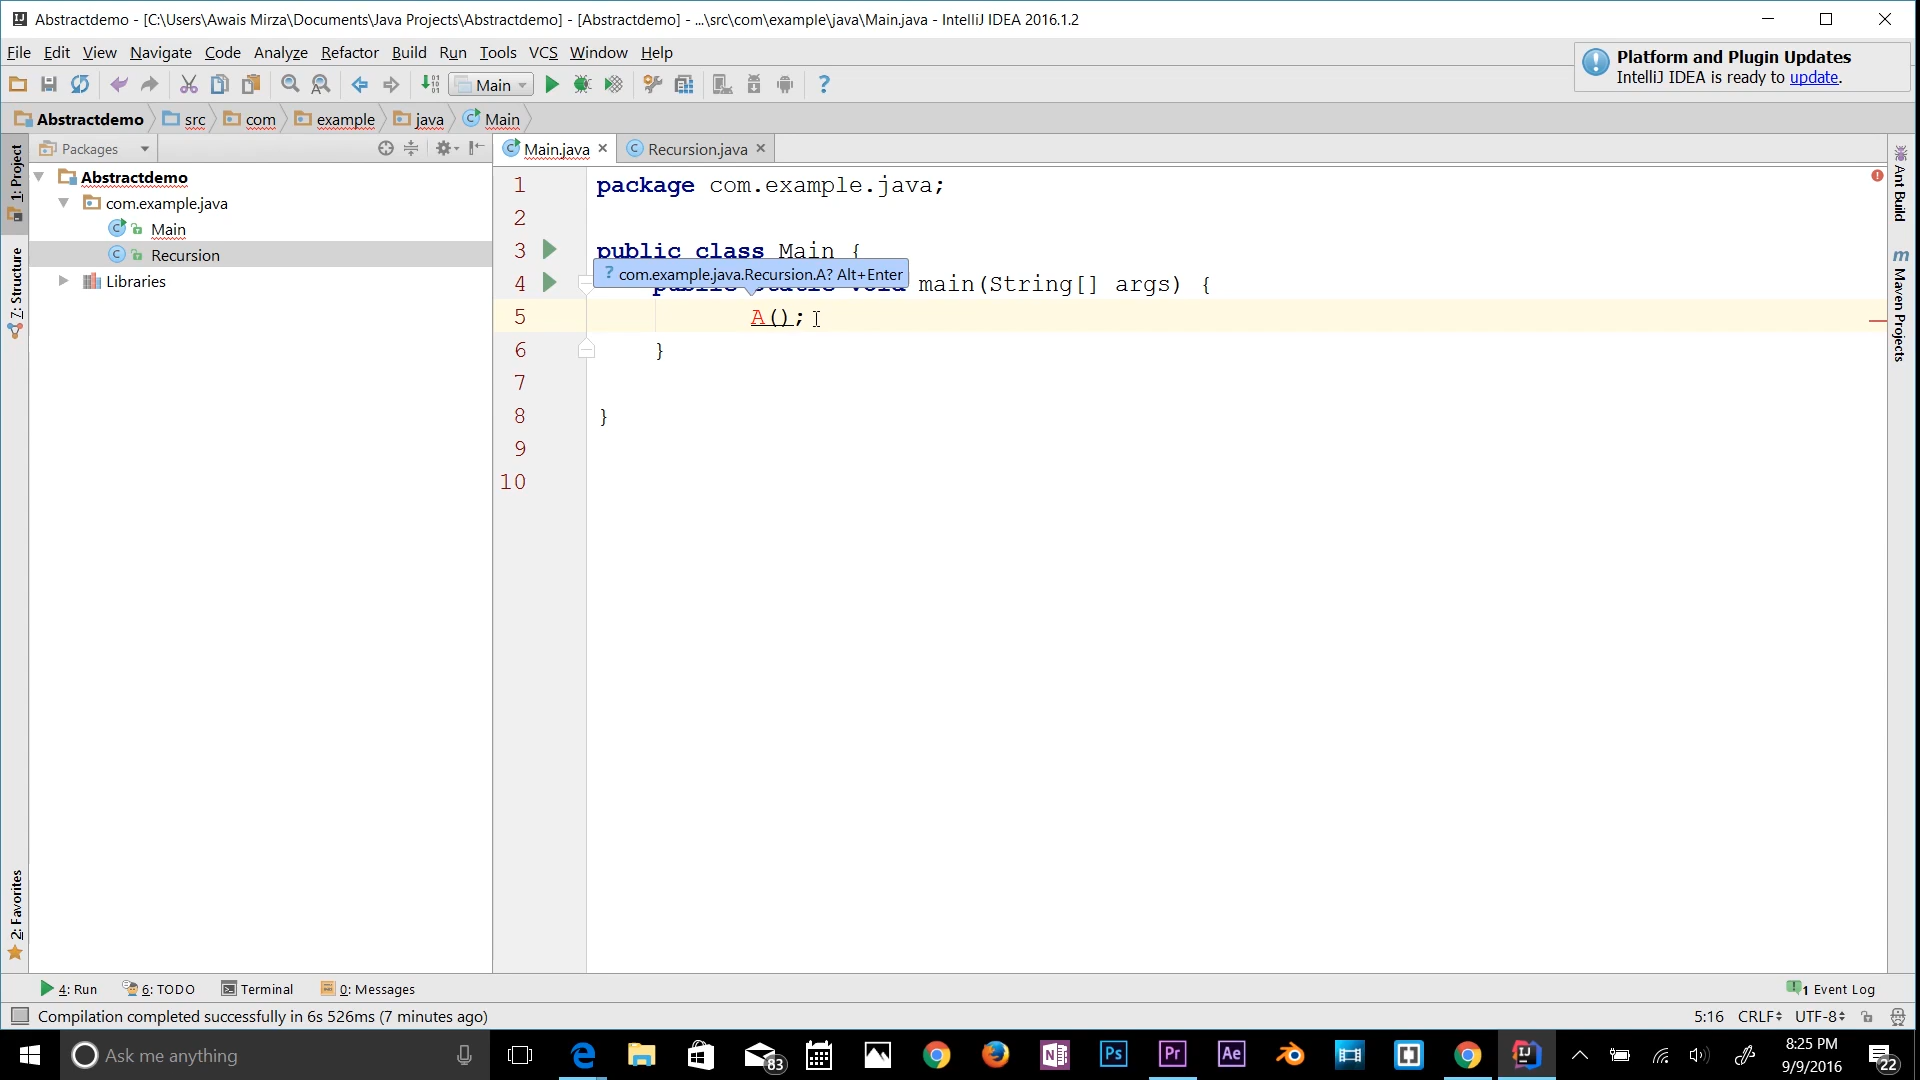 Abstractdemo - [C:\Users\Awais Mirza\Documents\Java Projects\Abstractdemo] - [Abstractdemo] - ...\src\com\example\java\Main.java - IntelliJ IDEA 2016.1.2
File Edit View Navigate Code Analyze Refactor Build Run Tools VCS Window Help
Platform and Plugin Updates
IntelliJ IDEA is ready to update.
Main
Abstractdemo src com example java Main
Packages
Main.java Recursion.java
1: Project
7: Structure
2: Favorites
Abstractdemo
com.example.java
Main
Recursion
Libraries
1 package com.example.java;
2
3 public class Main {
? com.example.java.Recursion.A? Alt+Enter
4 main(String[] args) {
5 A();
6 }
7
8 }
9
10
Ant Build
m Maven Projects
4: Run 6: TODO Terminal 0: Messages 1 Event Log
Compilation completed successfully in 6s 526ms (7 minutes ago) 5:16 CRLF UTF-8
Ask me anything
83
N
Ps
Pr
Ae
IJ
8:25 PM
9/9/2016
22